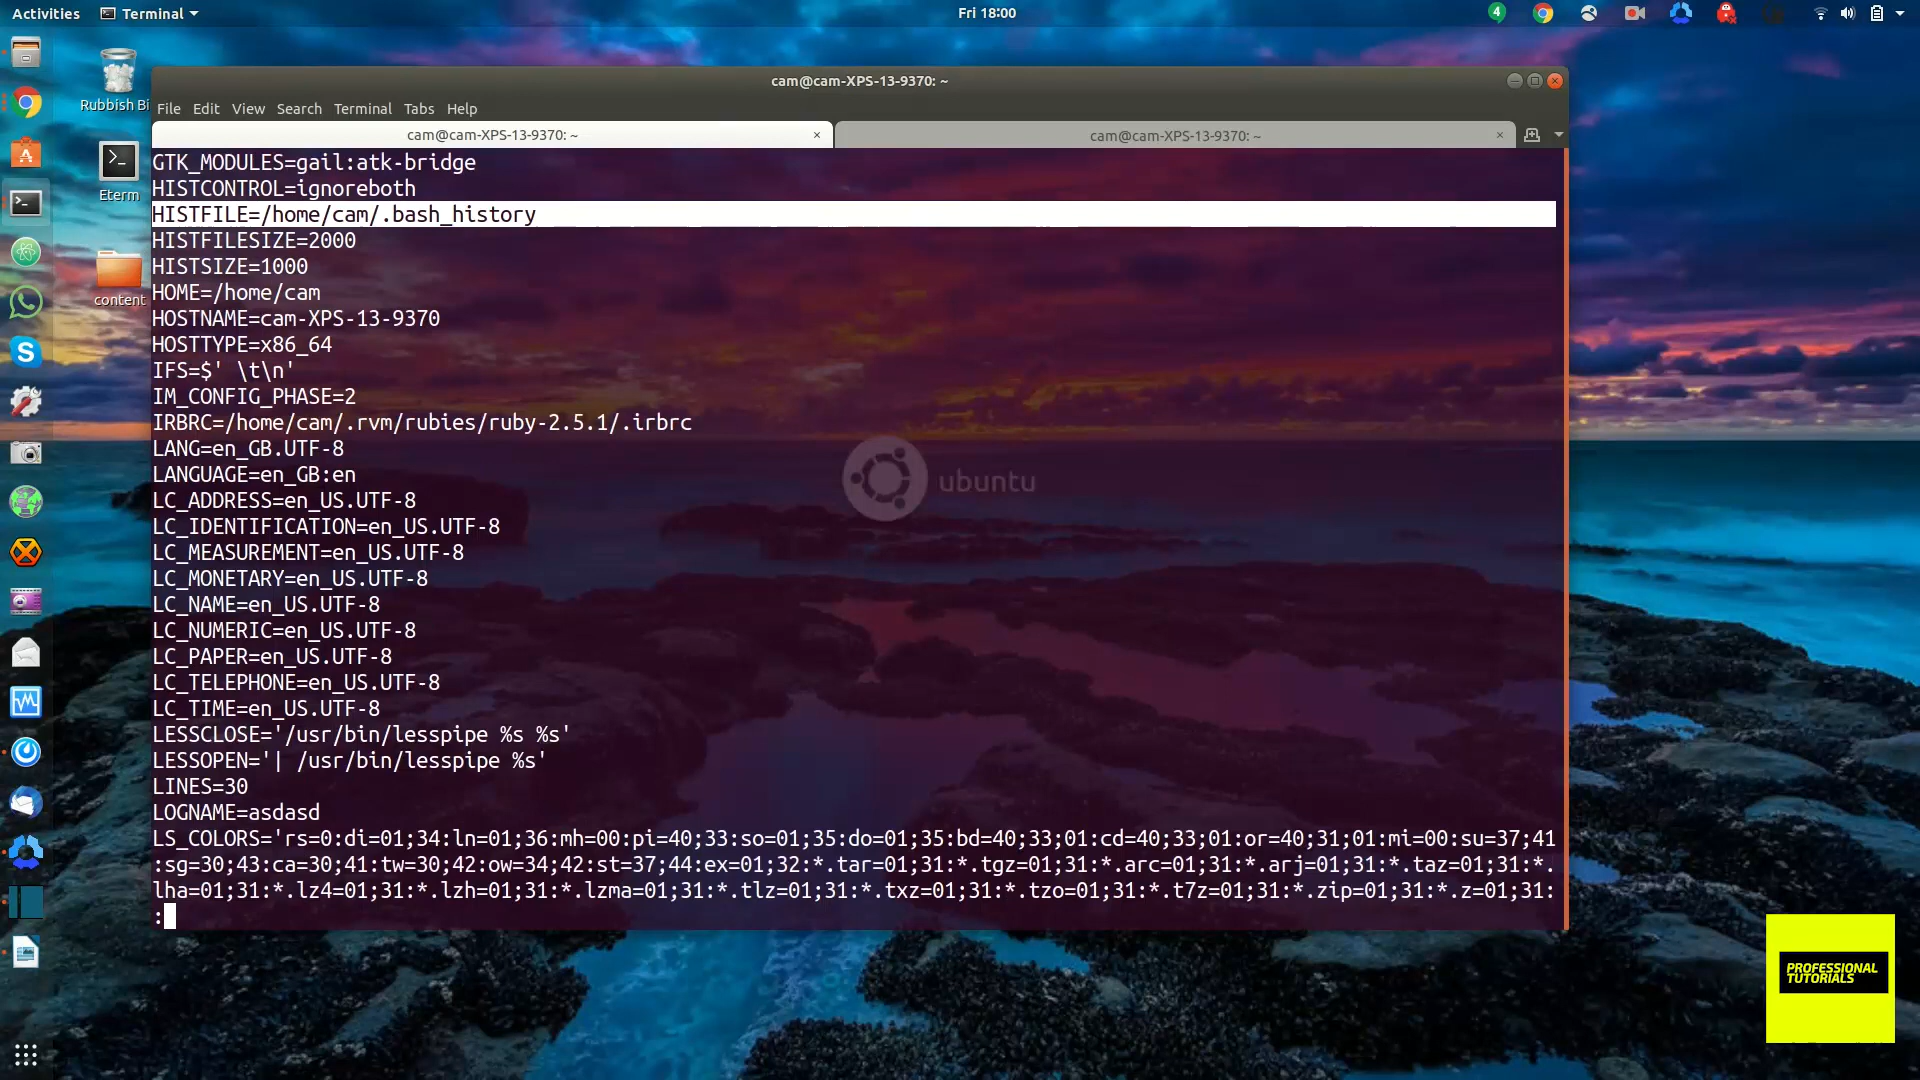 Activities
Terminal
Fri 18:00
4
Rubbish Bi
Eterm
content
cam@cam-XPS-13-9370: ~
File Edit View Search Terminal Tabs Help
cam@cam-XPS-13-9370: ~
cam@cam-XPS-13-9370: ~
GTK_MODULES=gail:atk-bridge
HISTCONTROL=ignoreboth
HISTFILE=/home/cam/.bash_history
HISTFILESIZE=2000
HISTSIZE=1000
HOME=/home/cam
HOSTNAME=cam-XPS-13-9370
HOSTTYPE=x86_64
IFS=$' \t\n'
IM_CONFIG_PHASE=2
IRBRC=/home/cam/.rvm/rubies/ruby-2.5.1/.irbrc
LANG=en_GB.UTF-8
LANGUAGE=en_GB:en
LC_ADDRESS=en_US.UTF-8
LC_IDENTIFICATION=en_US.UTF-8
LC_MEASUREMENT=en_US.UTF-8
LC_MONETARY=en_US.UTF-8
LC_NAME=en_US.UTF-8
LC_NUMERIC=en_US.UTF-8
LC_PAPER=en_US.UTF-8
LC_TELEPHONE=en_US.UTF-8
LC_TIME=en_US.UTF-8
LESSCLOSE='/usr/bin/lesspipe %s %s'
LESSOPEN='| /usr/bin/lesspipe %s'
LINES=30
LOGNAME=asdasd
LS_COLORS='rs=0:di=01;34:ln=01;36:mh=00:pi=40;33:so=01;35:do=01;35:bd=40;33;01:cd=40;33;01:or=40;31;01:mi=00:su=37;41
:sg=30;43:ca=30;41:tw=30;42:ow=34;42:st=37;44:ex=01;32:*.tar=01;31:*.tgz=01;31:*.arc=01;31:*.arj=01;31:*.taz=01;31:*.
lha=01;31:*.lz4=01;31:*.lzh=01;31:*.lzma=01;31:*.tlz=01;31:*.txz=01;31:*.tzo=01;31:*.t7z=01;31:*.zip=01;31:*.z=01;31:
:
ubuntu
PROFESSIONAL
TUTORIALS